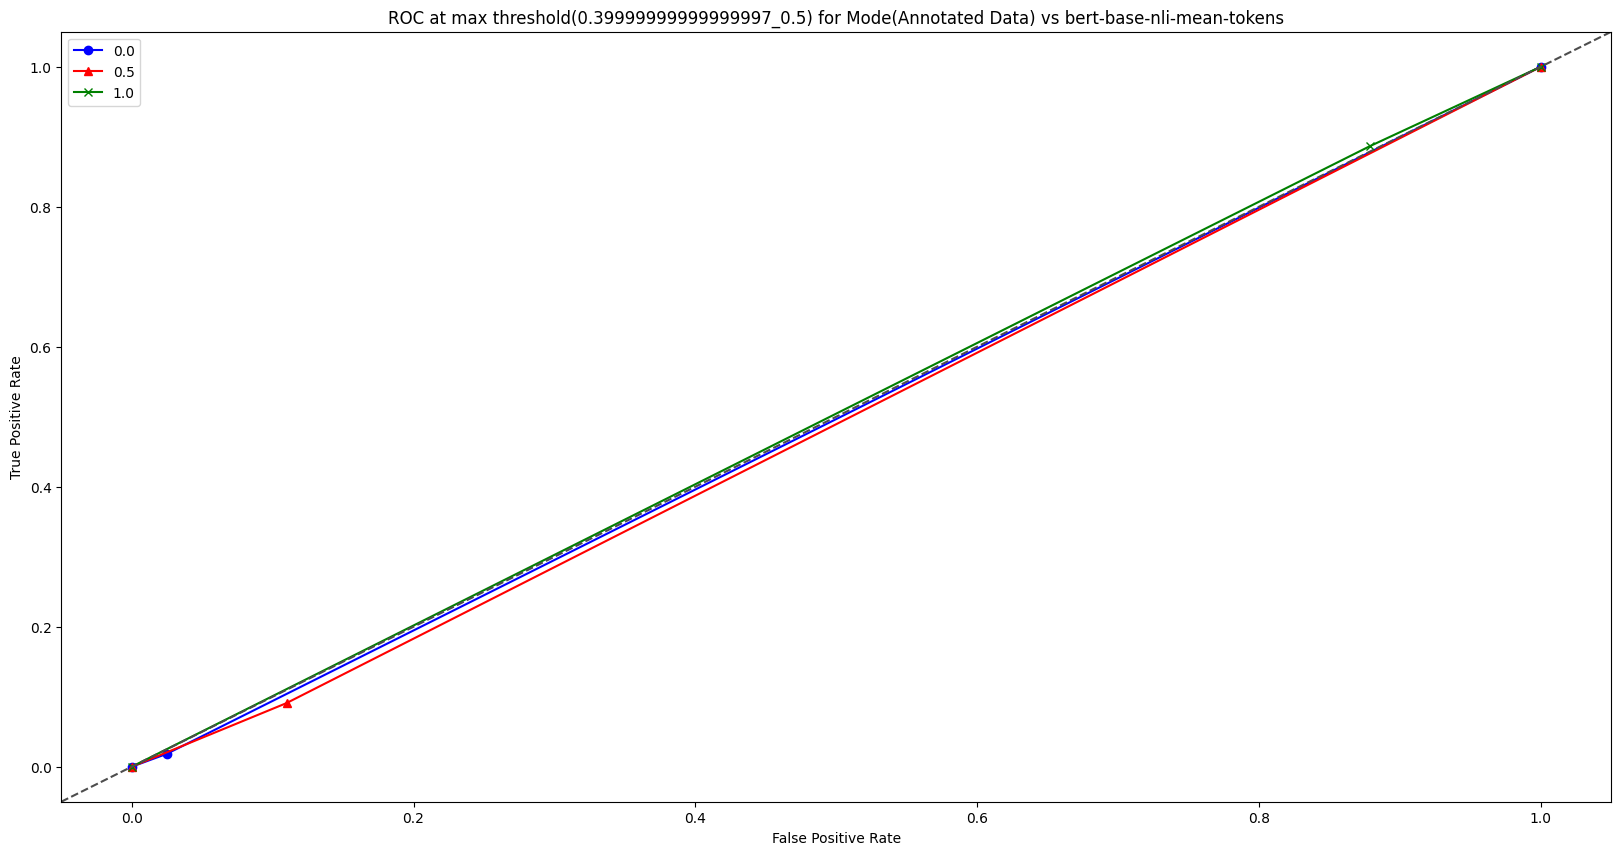 ROC at max threshold(0.39999999999999997_0.5) for Mode(Annotated Data) vs bert-base-nli-mean-tokens
0.0
0.5
1.0
1.0
0.8
0.6
0.4
0.2
0.0
True Positive Rate
0.0 0.2 0.4 0.6 0.8 1.0
False Positive Rate